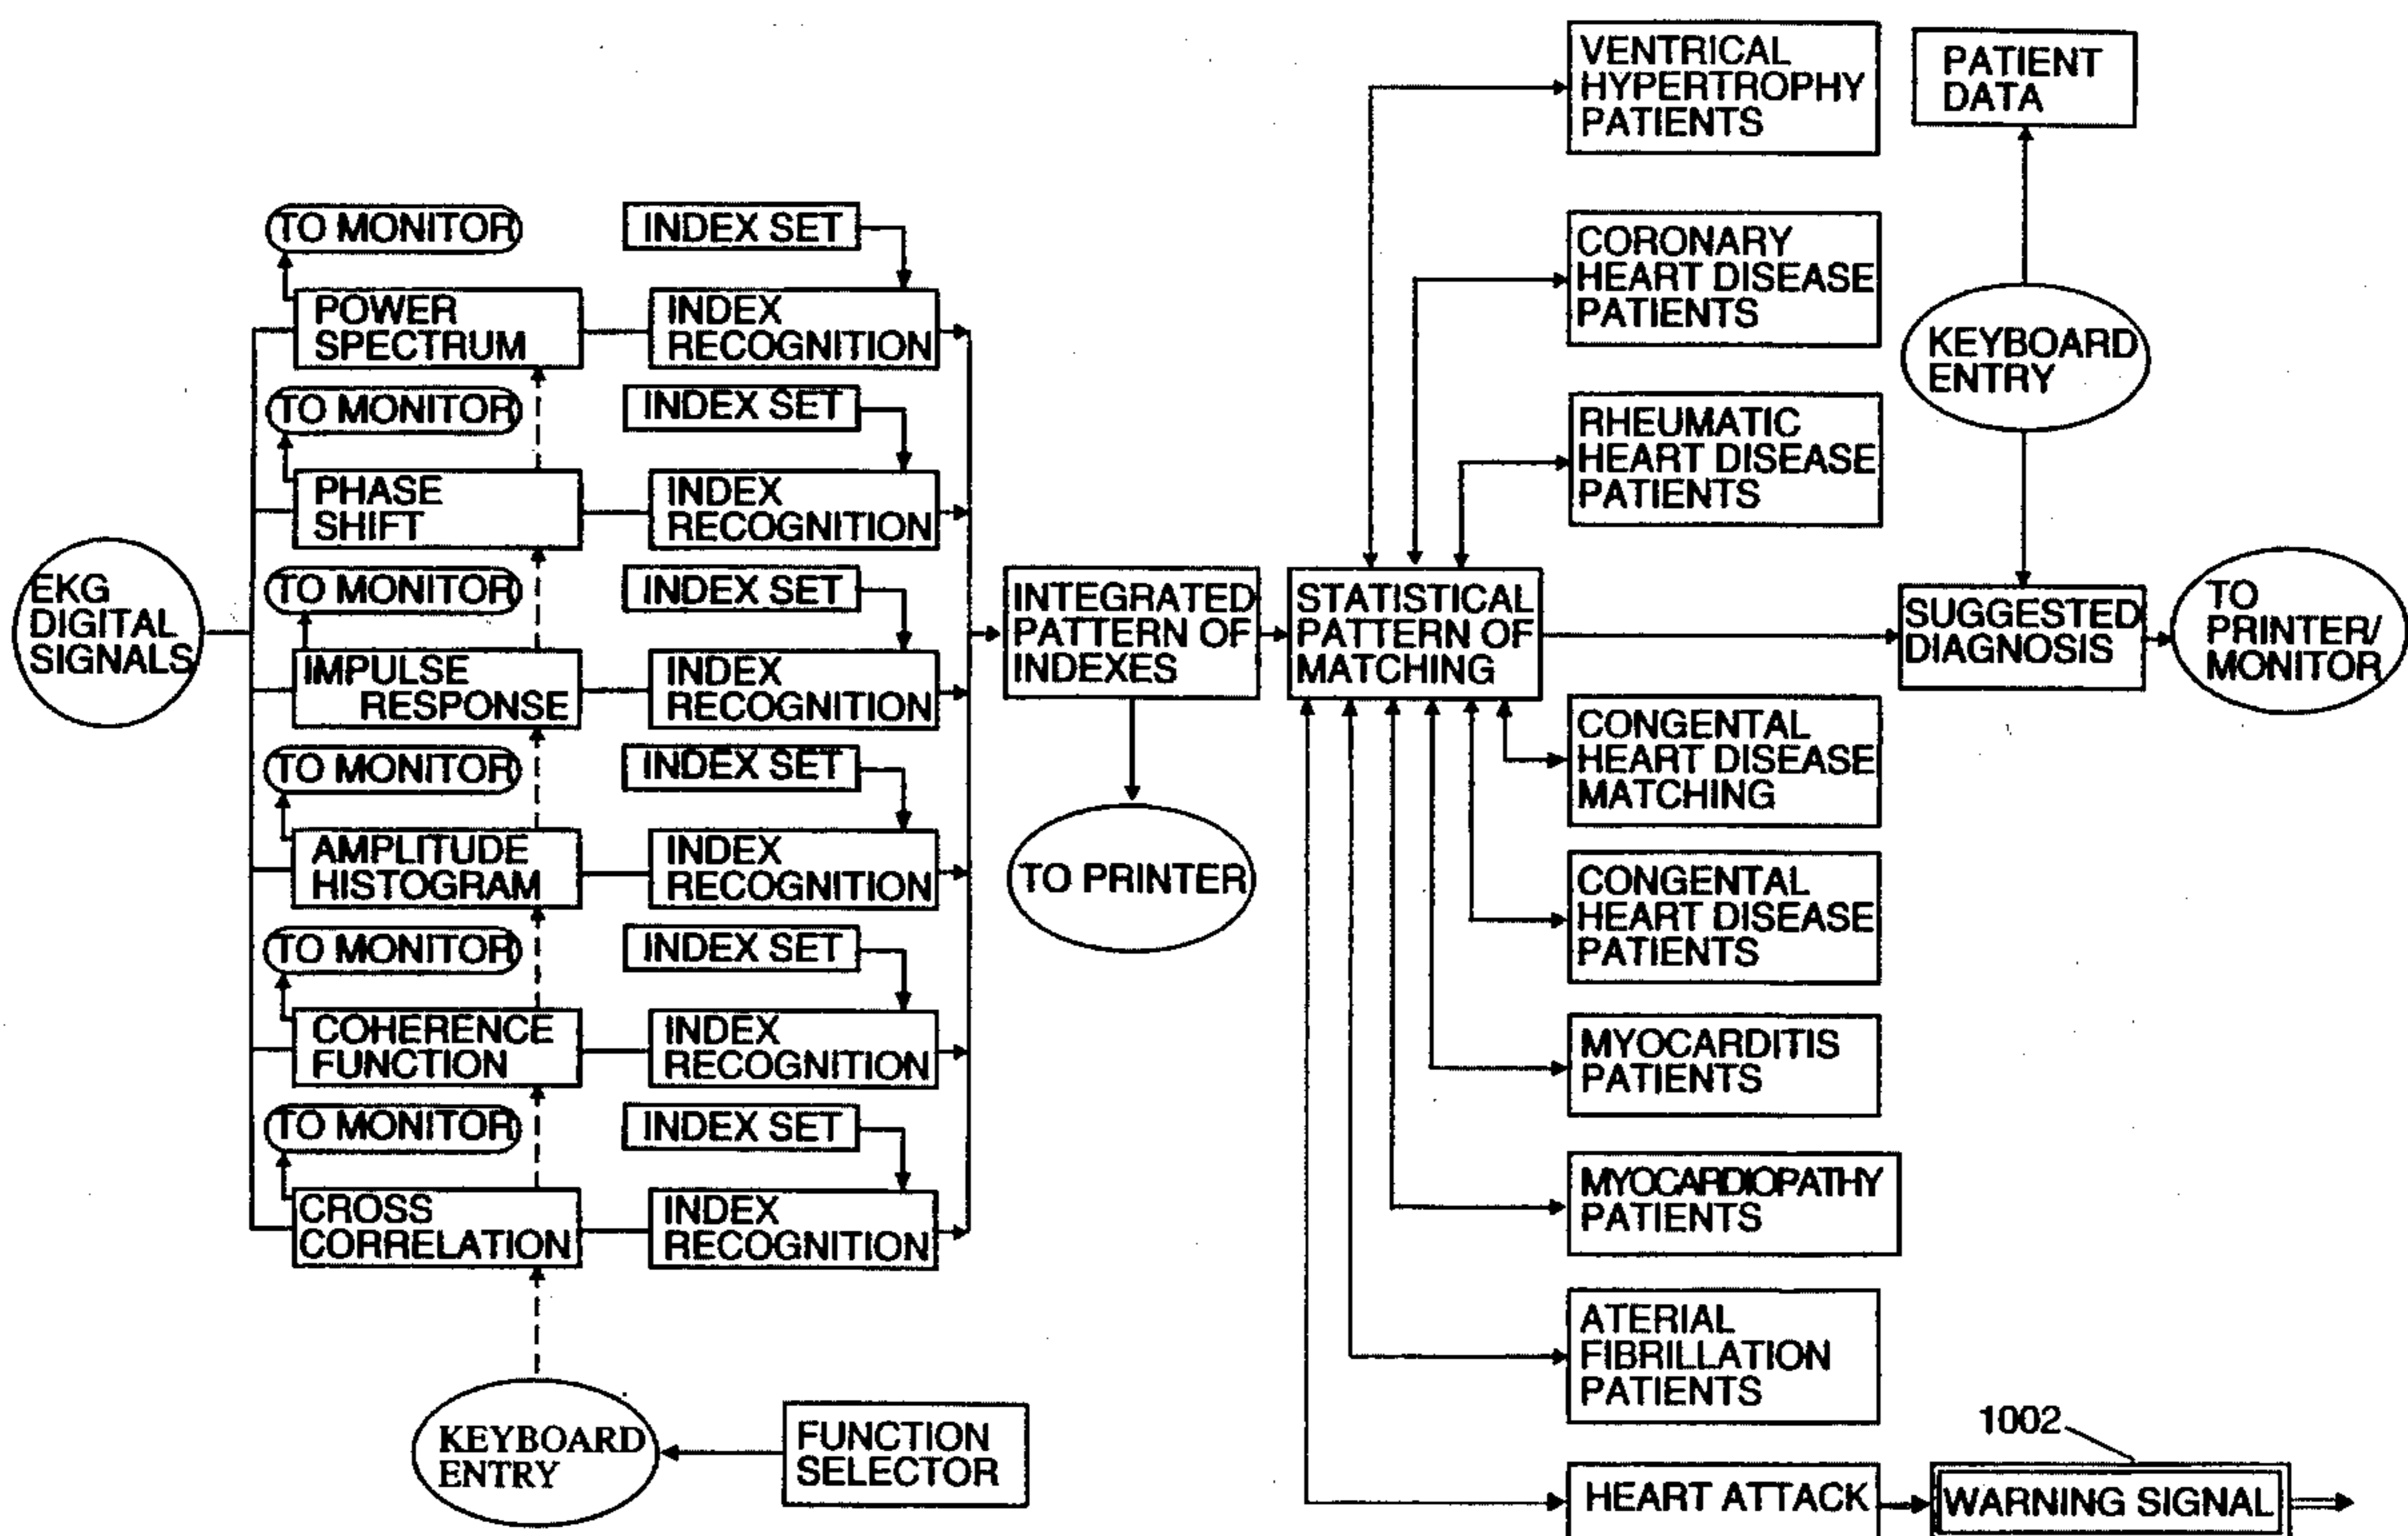 EKG
DIGITAL
SIGNALS
TO MONITOR
POWER
SPECTRUM
INDEX SET
INDEX
RECOGNITION
TO MONITOR
PHASE
SHIFT
INDEX SET
INDEX
RECOGNITION
TO MONITOR
IMPULSE
RESPONSE
INDEX SET
INDEX
RECOGNITION
TO MONITOR
AMPLITUDE
HISTOGRAM
INDEX SET
INDEX
RECOGNITION
TO MONITOR
COHERENCE
FUNCTION
INDEX SET
INDEX
RECOGNITION
TO MONITOR
CROSS
CORRELATION
INDEX SET
INDEX
RECOGNITION
KEYBOARD
ENTRY
FUNCTION
SELECTOR
INTEGRATED
PATTERN OF
INDEXES
TO PRINTER
STATISTICAL
PATTERN OF
MATCHING
VENTRICAL
HYPERTROPHY
PATIENTS
CORONARY
HEART DISEASE
PATIENTS
RHEUMATIC
HEART DISEASE
PATIENTS
PATIENT
DATA
KEYBOARD
ENTRY
SUGGESTED
DIAGNOSIS
TO
PRINTER/
MONITOR
CONGENTAL
HEART DISEASE
MATCHING
CONGENTAL
HEART DISEASE
PATIENTS
MYOCARDITIS
PATIENTS
MYOCARDIOPATHY
PATIENTS
ATERIAL
FIBRILLATION
PATIENTS
HEART ATTACK
1002
WARNING SIGNAL